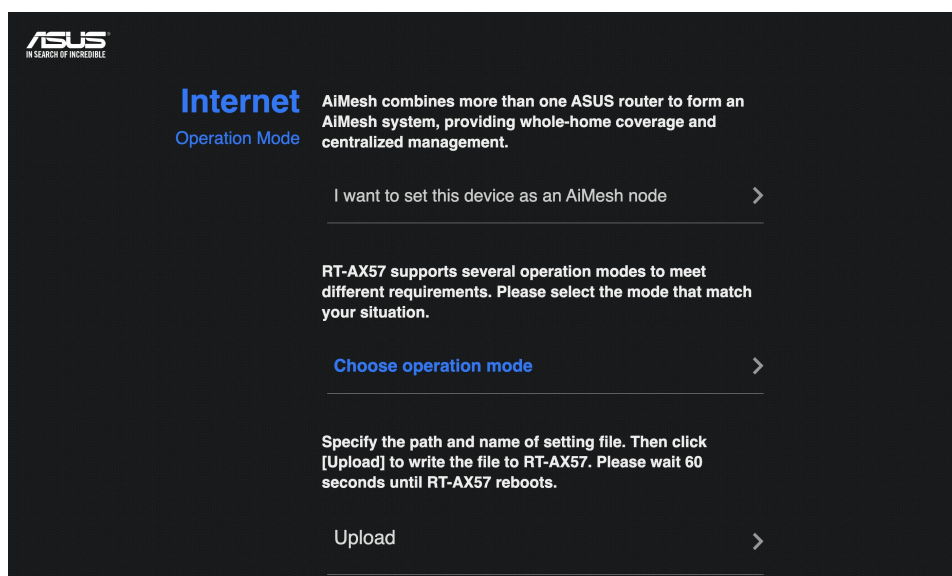 ASUS
IN SEARCH OF INCREDIBLE
Internet
Operation Mode
AiMesh combines more than one ASUS router to form an
AiMesh system, providing whole-home coverage and
centralized management.
I want to set this device as an AiMesh node
RT-AX57 supports several operation modes to meet
different requirements. Please select the mode that match
your situation.
Choose operation mode
Specify the path and name of setting file. Then click
[Upload] to write the file to RT-AX57. Please wait 60
seconds until RT-AX57 reboots.
Upload